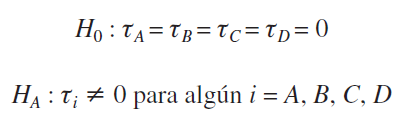 H₀ : τ_A = τ_B = τ_C = τ_D = 0
H_A : τ_i ≠ 0 para algún i = A, B, C, D